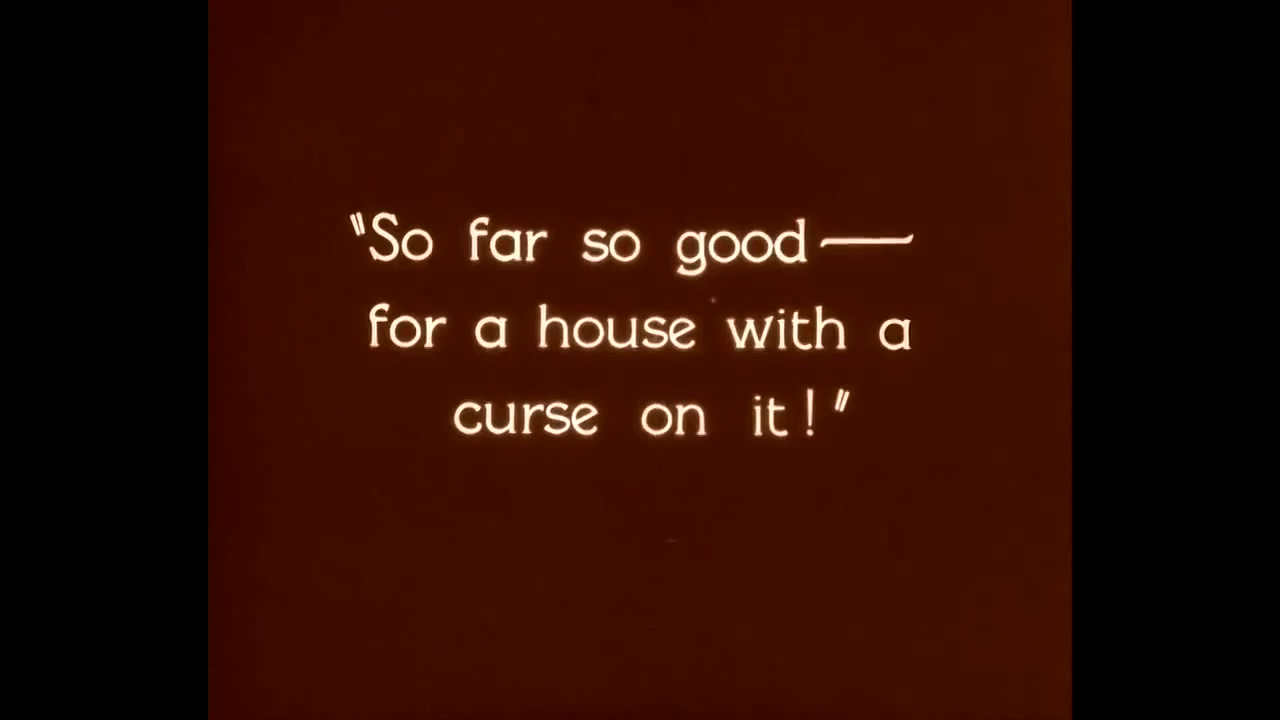 "So far so good—
for a house with a
curse on it!"